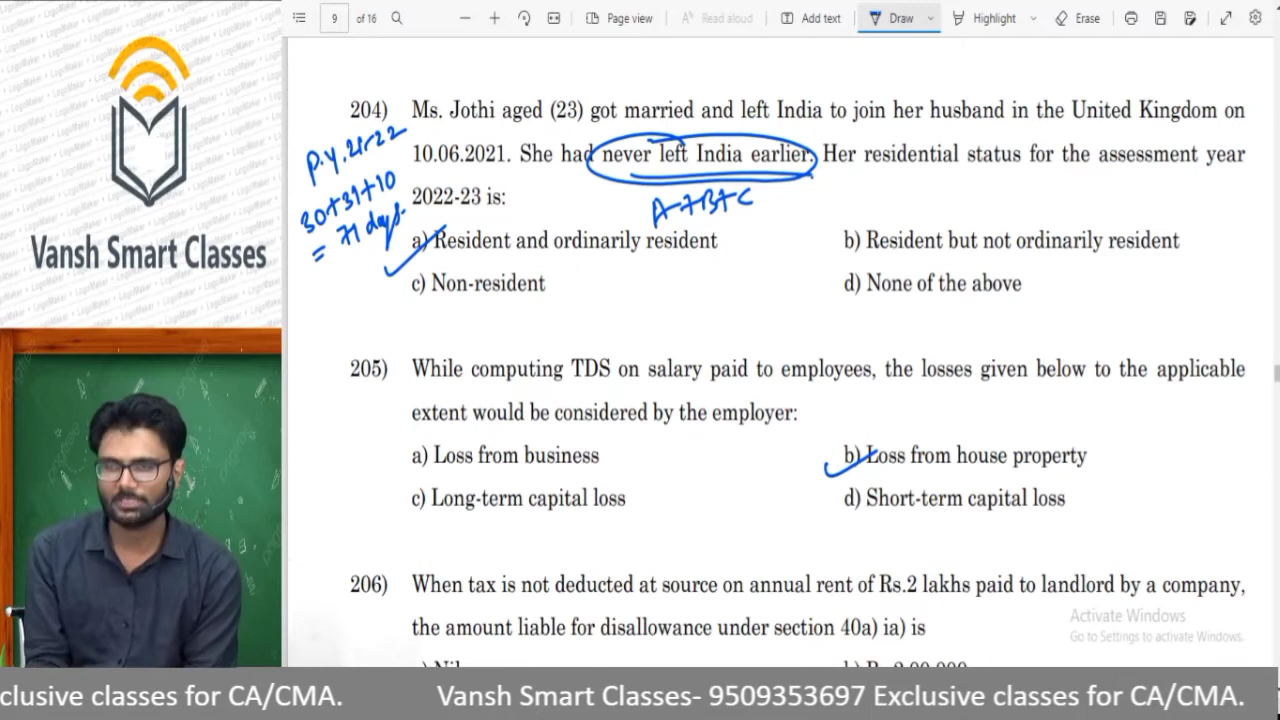 9 of 16
Page view
Read aloud
Add text
Draw
Highlight
Erase
204) Ms. Jothi aged (23) got married and left India to join her husband in the United Kingdom on
10.06.2021. She had never left India earlier. Her residential status for the assessment year
2022-23 is:
P.Y. 21-22
30+31+10
= 71 days.
A+B+C
a) Resident and ordinarily resident
b) Resident but not ordinarily resident
c) Non-resident
d) None of the above
Vansh Smart Classes
205) While computing TDS on salary paid to employees, the losses given below to the applicable
extent would be considered by the employer:
a) Loss from business
b) Loss from house property
c) Long-term capital loss
d) Short-term capital loss
206) When tax is not deducted at source on annual rent of Rs.2 lakhs paid to landlord by a company,
the amount liable for disallowance under section 40a) ia) is
Activate Windows
Go to Settings to activate Windows.
clusive classes for CA/CMA. Vansh Smart Classes- 9509353697 Exclusive classes for CA/CMA.